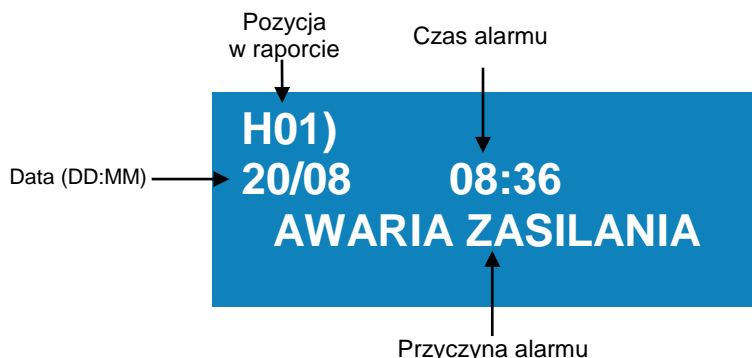 Pozycja
w raporcie
Czas alarmu
H01)
Data (DD:MM)
20/08 08:36
AWARIA ZASILANIA
Przyczyna alarmu